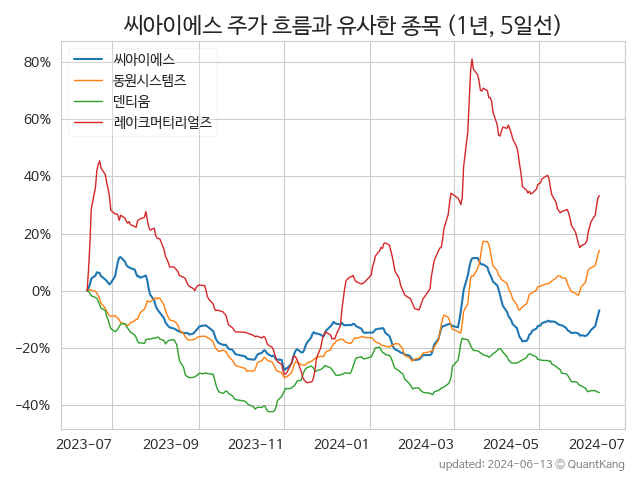 씨아이에스 주가 흐름과 유사한 종목 (1년, 5일선)
씨아이에스
동원시스템즈
덴티움
레이크머티리얼즈
80%
60%
40%
20%
0%
−20%
−40%
2023-07 2023-09 2023-11 2024-01 2024-03 2024-05 2024-07
updated: 2024-06-13 © QuantKang